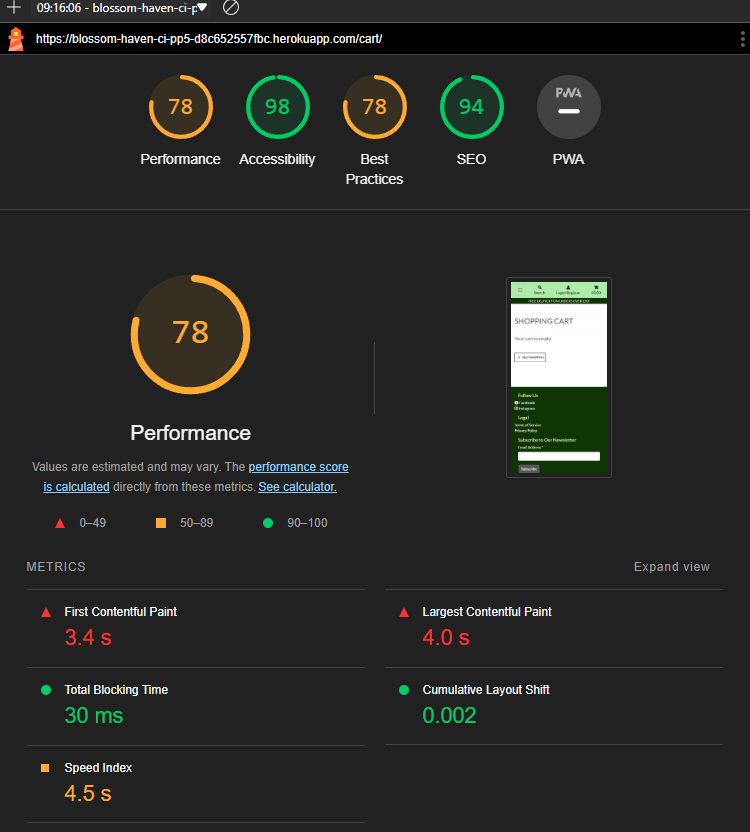 09:16:06 - blossom-haven-ci-p
https://blossom-haven-ci-pp5-d8c652557fbc.herokuapp.com/cart/
78 98 78 94 PWA
Performance Accessibility Best Practices SEO PWA
78
Performance
Values are estimated and may vary. The performance score
is calculated directly from these metrics. See calculator.
0–49 50–89 90–100
SHOPPING CART
Your cart is empty.
Follow Us
Facebook
Instagram
Legal
Terms of Service
Privacy Policy
Subscribe to Our Newsletter
Email Address *
Subscribe
METRICS Expand view
First Contentful Paint
3.4 s
Largest Contentful Paint
4.0 s
Total Blocking Time
30 ms
Cumulative Layout Shift
0.002
Speed Index
4.5 s